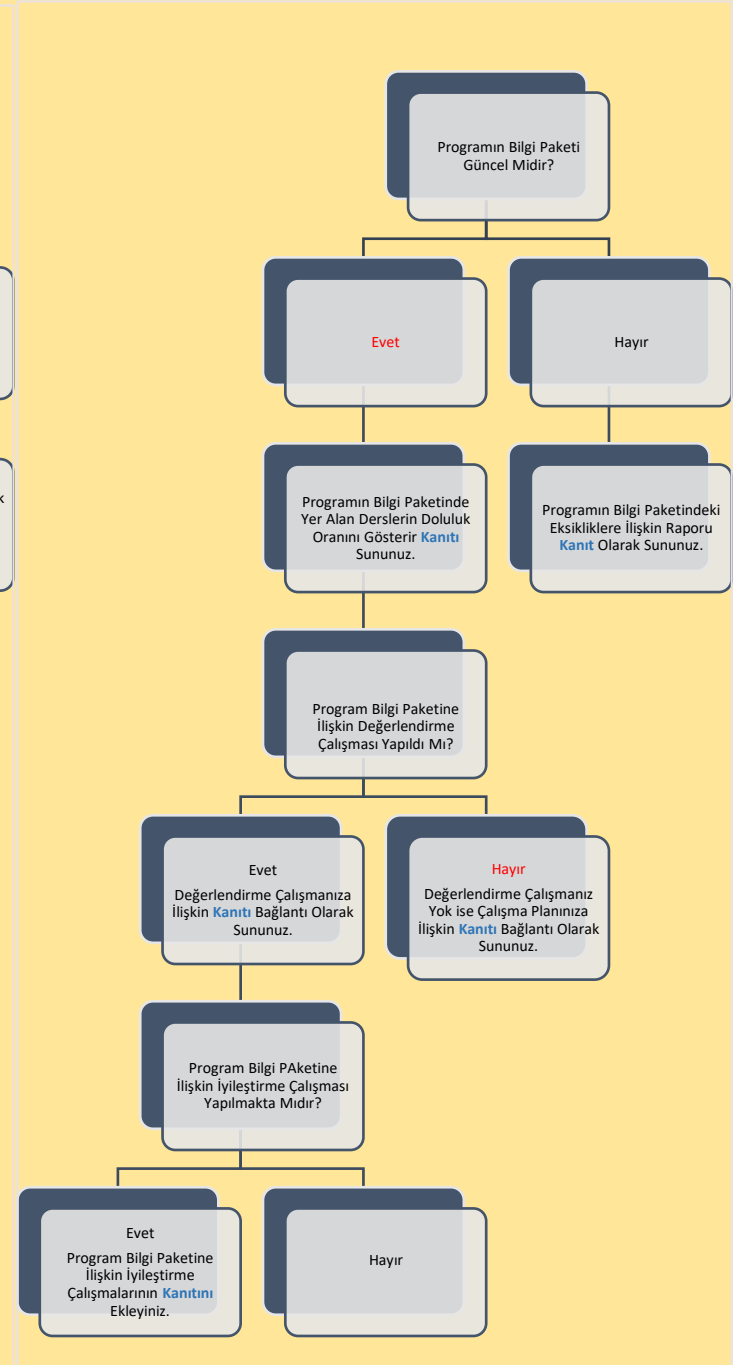 Programın Bilgi Paketi
Güncel Midir?
Evet
Hayır
Programın Bilgi Paketinde
Yer Alan Derslerin Doluluk
Oranını Gösterir Kanıtı
Sununuz.
Programın Bilgi Paketindeki
Eksikliklere İlişkin Raporu
Kanıt Olarak Sununuz.
k
Program Bilgi Paketine
İlişkin Değerlendirme
Çalışması Yapıldı Mı?
Evet
Değerlendirme Çalışmanıza
İlişkin Kanıtı Bağlantı Olarak
Sununuz.
Hayır
Değerlendirme Çalışmanız
Yok ise Çalışma Planınıza
İlişkin Kanıtı Bağlantı Olarak
Sununuz.
Program Bilgi PAketine
İlişkin İyileştirme Çalışması
Yapılmakta Mıdır?
Evet
Program Bilgi Paketine
İlişkin İyileştirme
Çalışmalarının Kanıtını
Ekleyiniz.
Hayır